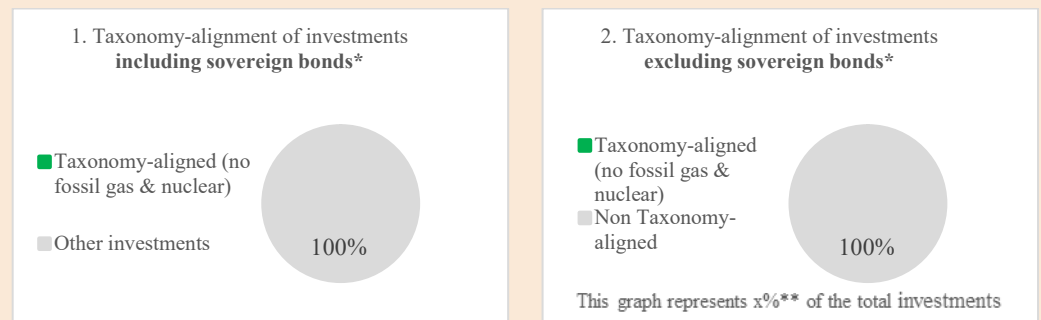 1. Taxonomy-alignment of investments
including sovereign bonds*
Taxonomy-aligned (no
fossil gas & nuclear)
Other investments
100%
2. Taxonomy-alignment of investments
excluding sovereign bonds*
Taxonomy-aligned
(no fossil gas &
nuclear)
Non Taxonomy-
aligned
100%
This graph represents x%** of the total investments